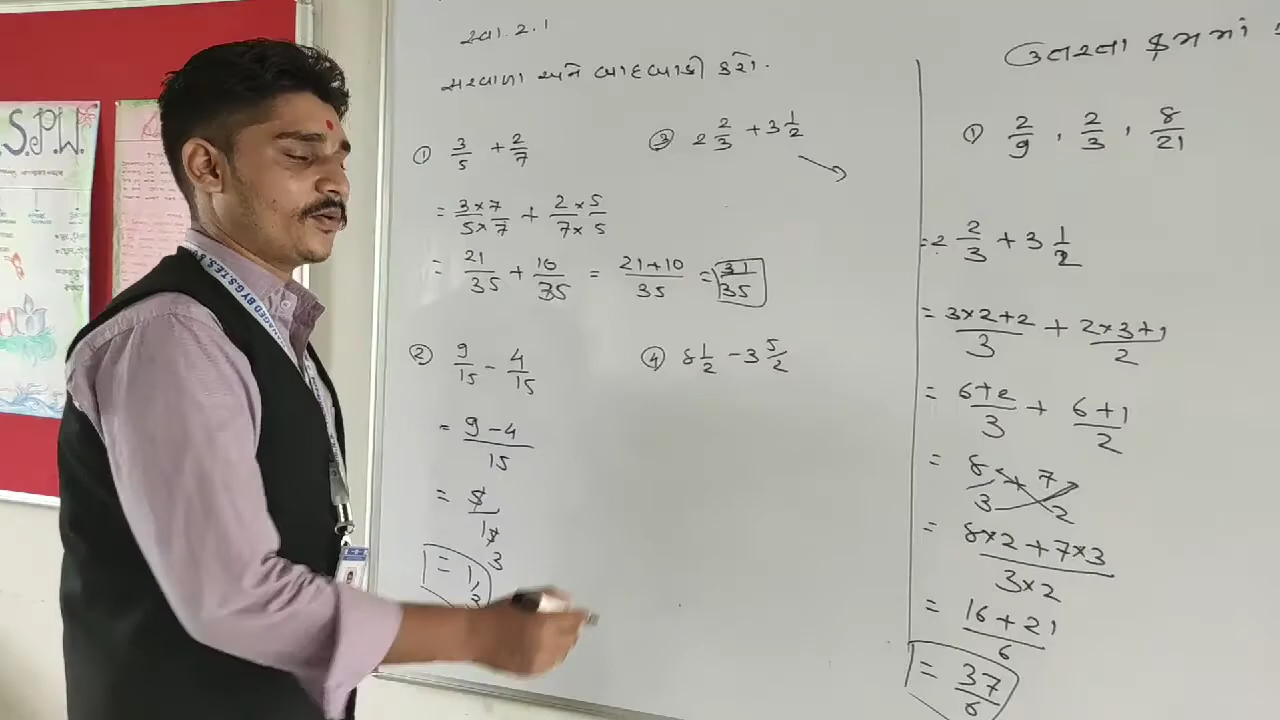 સ્વા. 2.1
સરવાળા અને બાદબાકી કરો.
① 3/5 + 2/7
= 3×7/5×7 + 2×5/7×5
= 21/35 + 10/35 = 21+10/35 = 31/35
② 9/15 - 4/15
= 9-4/15
= 5/15 3
= 1/3
③ 2 2/3 + 3 1/2
④ 8 1/2 - 3 5/2
ઉતરતા ક્રમમાં
① 2/9 , 2/3 , 8/21
= 2 2/3 + 3 1/2
= 3×2+2/3 + 2×3+1/2
= 6+2/3 + 6+1/2
= 8/3 + 7/2
= 8×2+7×3/3×2
= 16+21/6
= 37/6
S.P.W.
NAGED BY G.S.T.E.S